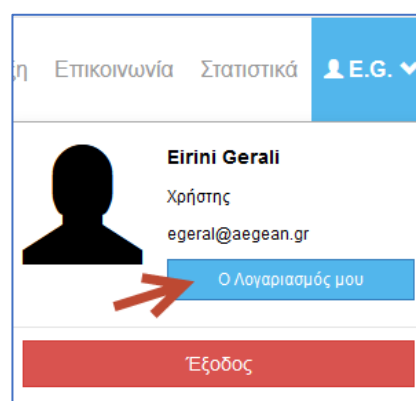 Επικοινωνία Στατιστικά E.G.
Eirini Gerali
Χρήστης
egeral@aegean.gr
Ο Λογαριασμός μου
Έξοδος